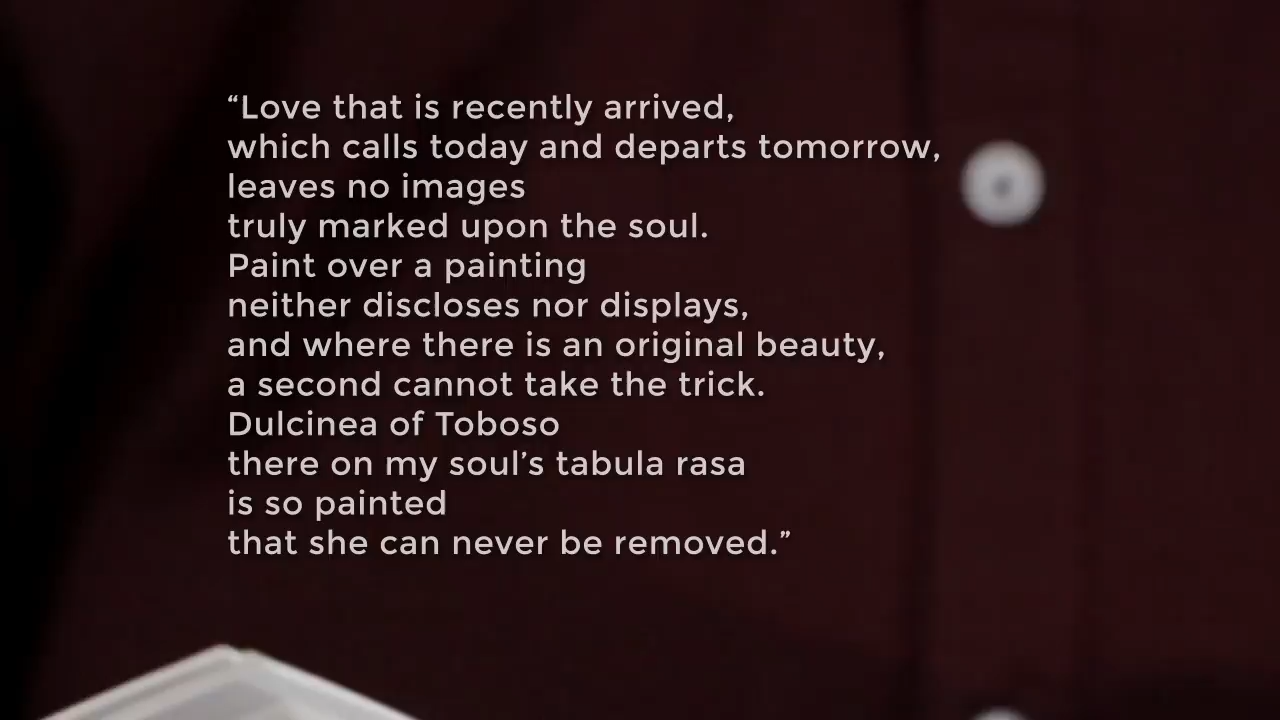 “Love that is recently arrived,
which calls today and departs tomorrow,
leaves no images
truly marked upon the soul.
Paint over a painting
neither discloses nor displays,
and where there is an original beauty,
a second cannot take the trick.
Dulcinea of Toboso
there on my soul’s tabula rasa
is so painted
that she can never be removed.”